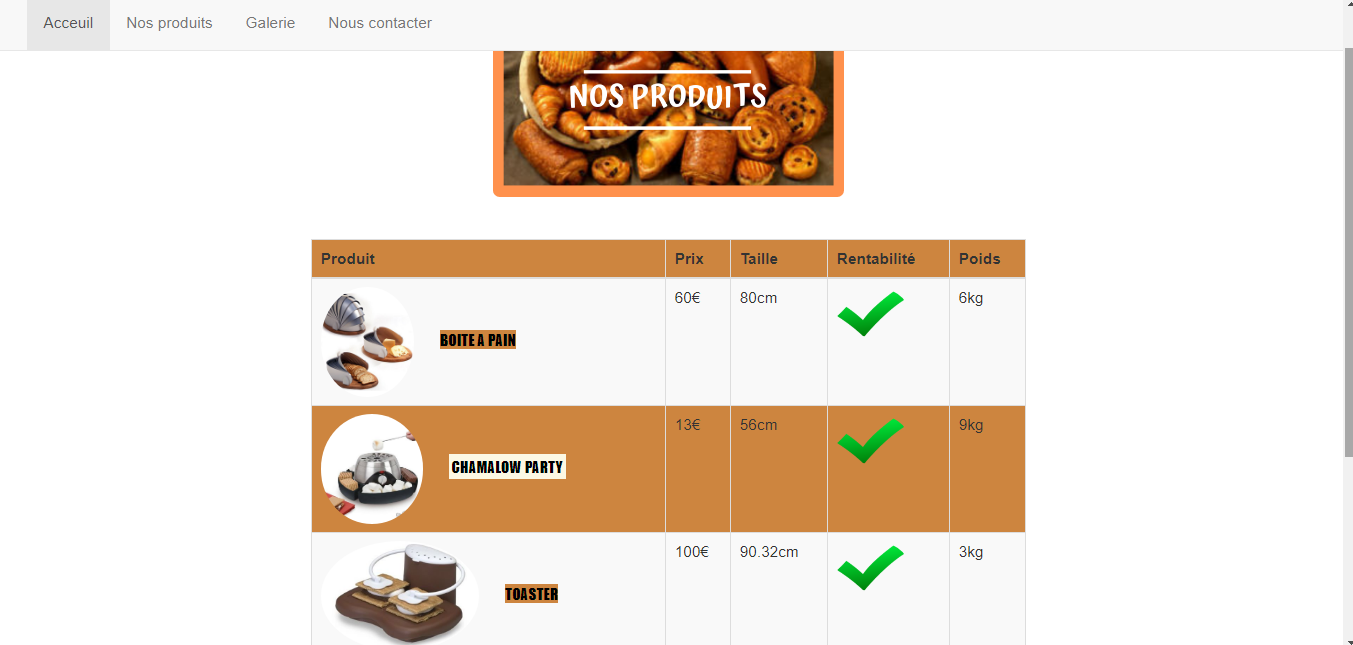 Acceuil Nos produits Galerie Nous contacter
NOS PRODUITS
Produit Prix Taille Rentabilité Poids
BOITE A PAIN 60€ 80cm 6kg
CHAMALOW PARTY 13€ 56cm 9kg
TOASTER 100€ 90.32cm 3kg